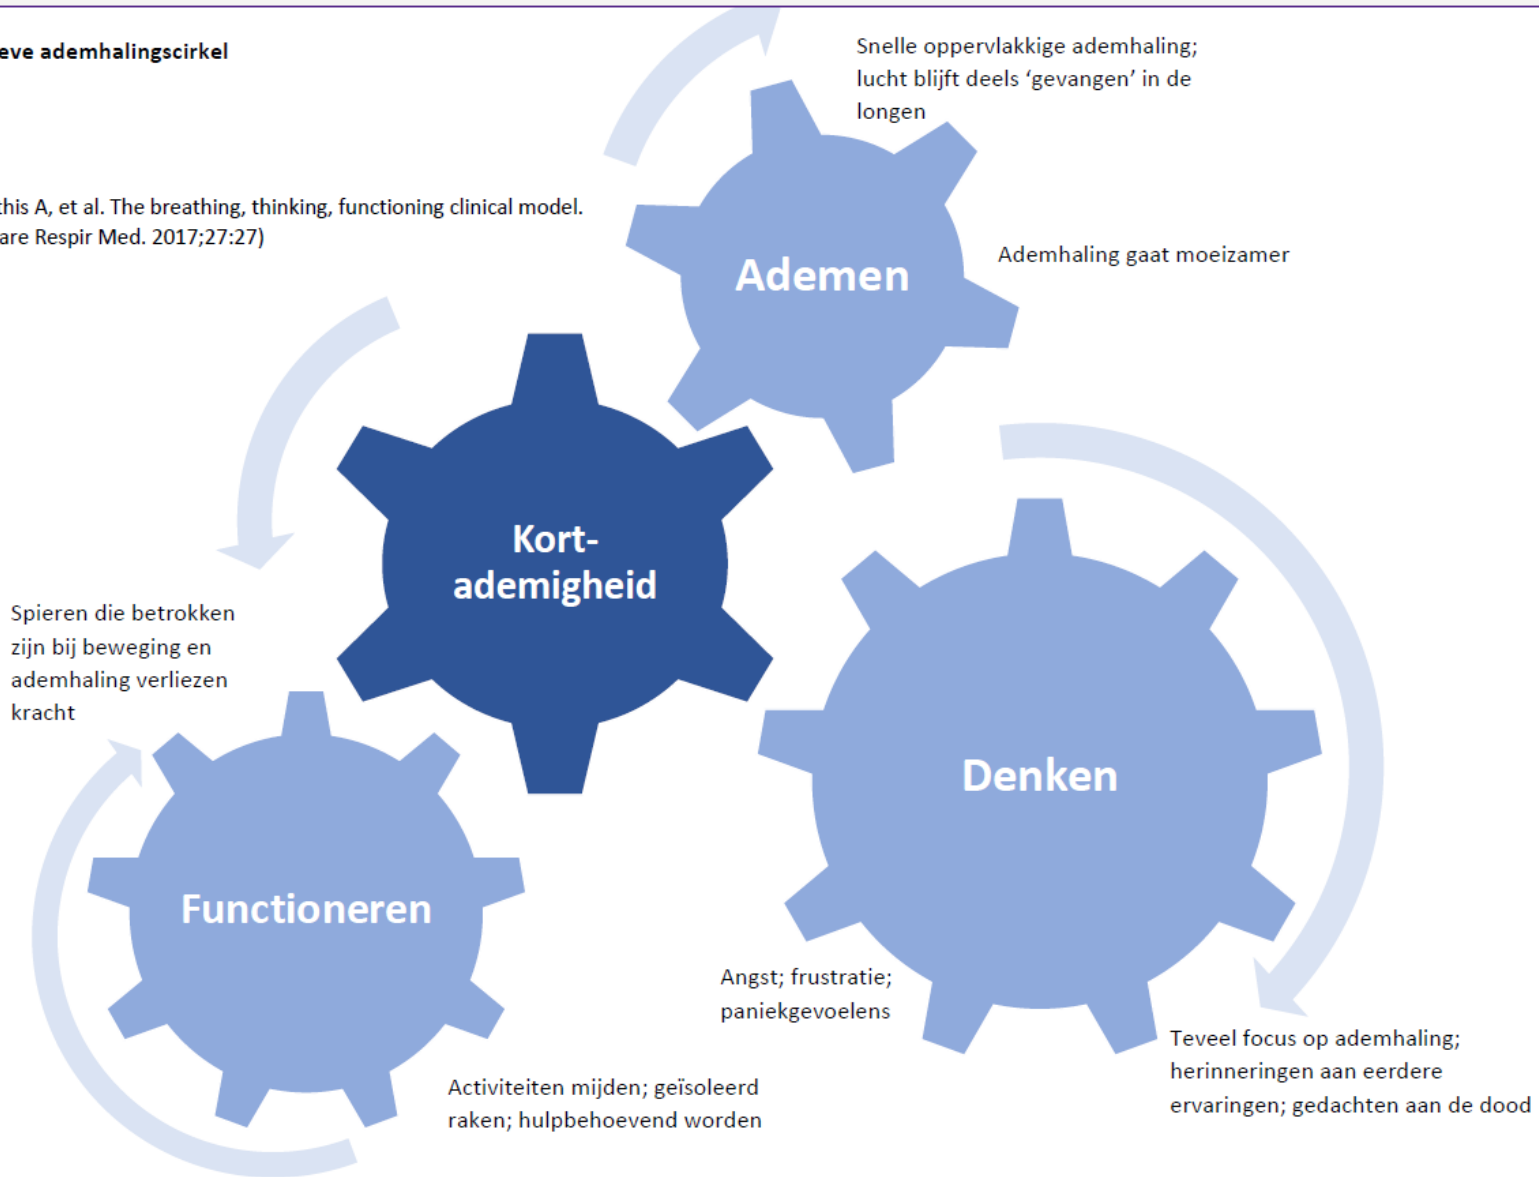 eve ademhalingscirkel
this A, et al. The breathing, thinking, functioning clinical model.
are Respir Med. 2017;27:27)
Snelle oppervlakkige ademhaling;
lucht blijft deels ‘gevangen’ in de
longen
Ademen
Ademhaling gaat moeizamer
Kort-
ademigheid
Spieren die betrokken
zijn bij beweging en
ademhaling verliezen
kracht
Denken
Functioneren
Angst; frustratie;
paniekgevoelens
Teveel focus op ademhaling;
herinneringen aan eerdere
ervaringen; gedachten aan de dood
Activiteiten mijden; geïsoleerd
raken; hulpbehoevend worden